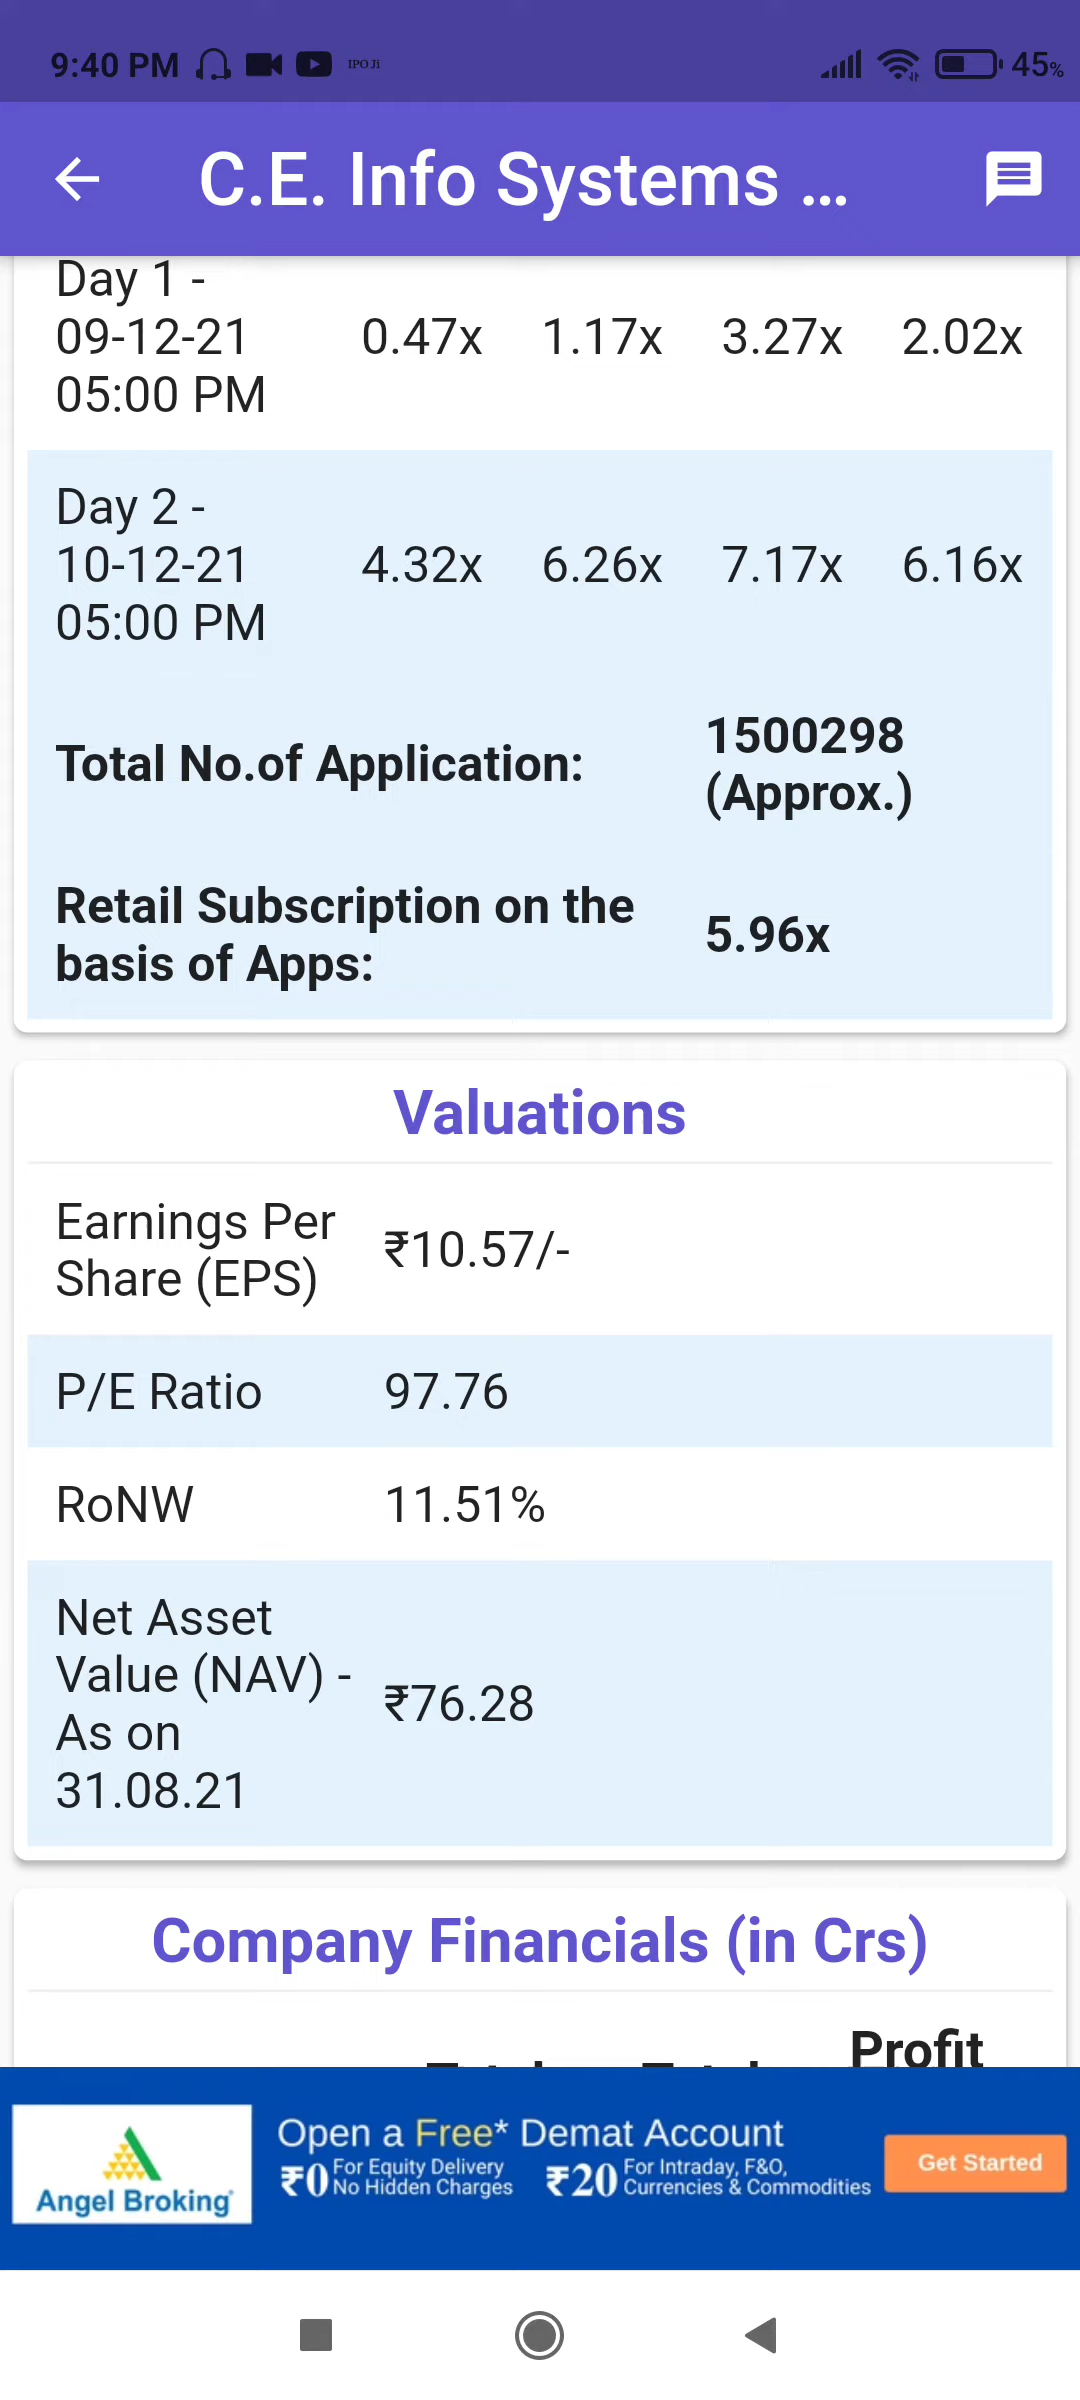 9:40 PM
IPO Ji
45%
C.E. Info Systems ...
Day 1 -
09-12-21
05:00 PM
0.47x 1.17x 3.27x 2.02x
Day 2 -
10-12-21
05:00 PM
4.32x 6.26x 7.17x 6.16x
Total No.of Application:
1500298
(Approx.)
Retail Subscription on the
basis of Apps:
5.96x
Valuations
Earnings Per
Share (EPS)
₹10.57/-
P/E Ratio 97.76
RoNW 11.51%
Net Asset
Value (NAV) -
As on
31.08.21
₹76.28
Company Financials (in Crs)
Profit
Angel Broking
Open a Free* Demat Account
₹0 For Equity Delivery
No Hidden Charges
₹20 For Intraday, F&O,
Currencies & Commodities
Get Started